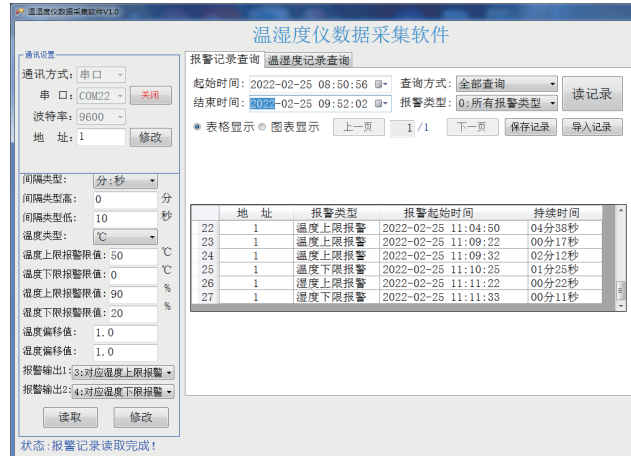 温湿度仪数据采集软件V1.0
温湿度仪数据采集软件
通讯设置
通讯方式: 串口
串 口: COM22 关闭
波特率: 9600
地 址: 1 修改
间隔类型: 分:秒
间隔类型高: 0 分
间隔类型低: 10 秒
温度类型: ℃
温度上限报警限值: 50 ℃
温度下限报警限值: 0 ℃
湿度上限报警限值: 90 %
湿度下限报警限值: 20 %
温度偏移值: 1.0
湿度偏移值: 1.0
报警输出1: 3:对应湿度上限报警
报警输出2: 4:对应湿度下限报警
读取 修改
状态:报警记录读取完成!
报警记录查询 温湿度记录查询
起始时间: 2022-02-25 08:50:56 查询方式: 全部查询 读记录
结束时间: 2022-02-25 09:52:02 报警类型: 0:所有报警类型
表格显示 图表显示 上一页 1 /1 下一页 保存记录 导入记录
地 址 报警类型 报警起始时间 持续时间
22 1 温度上限报警 2022-02-25 11:04:50 04分38秒
23 1 温度上限报警 2022-02-25 11:09:22 00分17秒
24 1 温度上限报警 2022-02-25 11:09:32 02分12秒
25 1 温度下限报警 2022-02-25 11:10:25 01分25秒
26 1 湿度上限报警 2022-02-25 11:11:22 00分22秒
27 1 湿度下限报警 2022-02-25 11:11:33 00分11秒